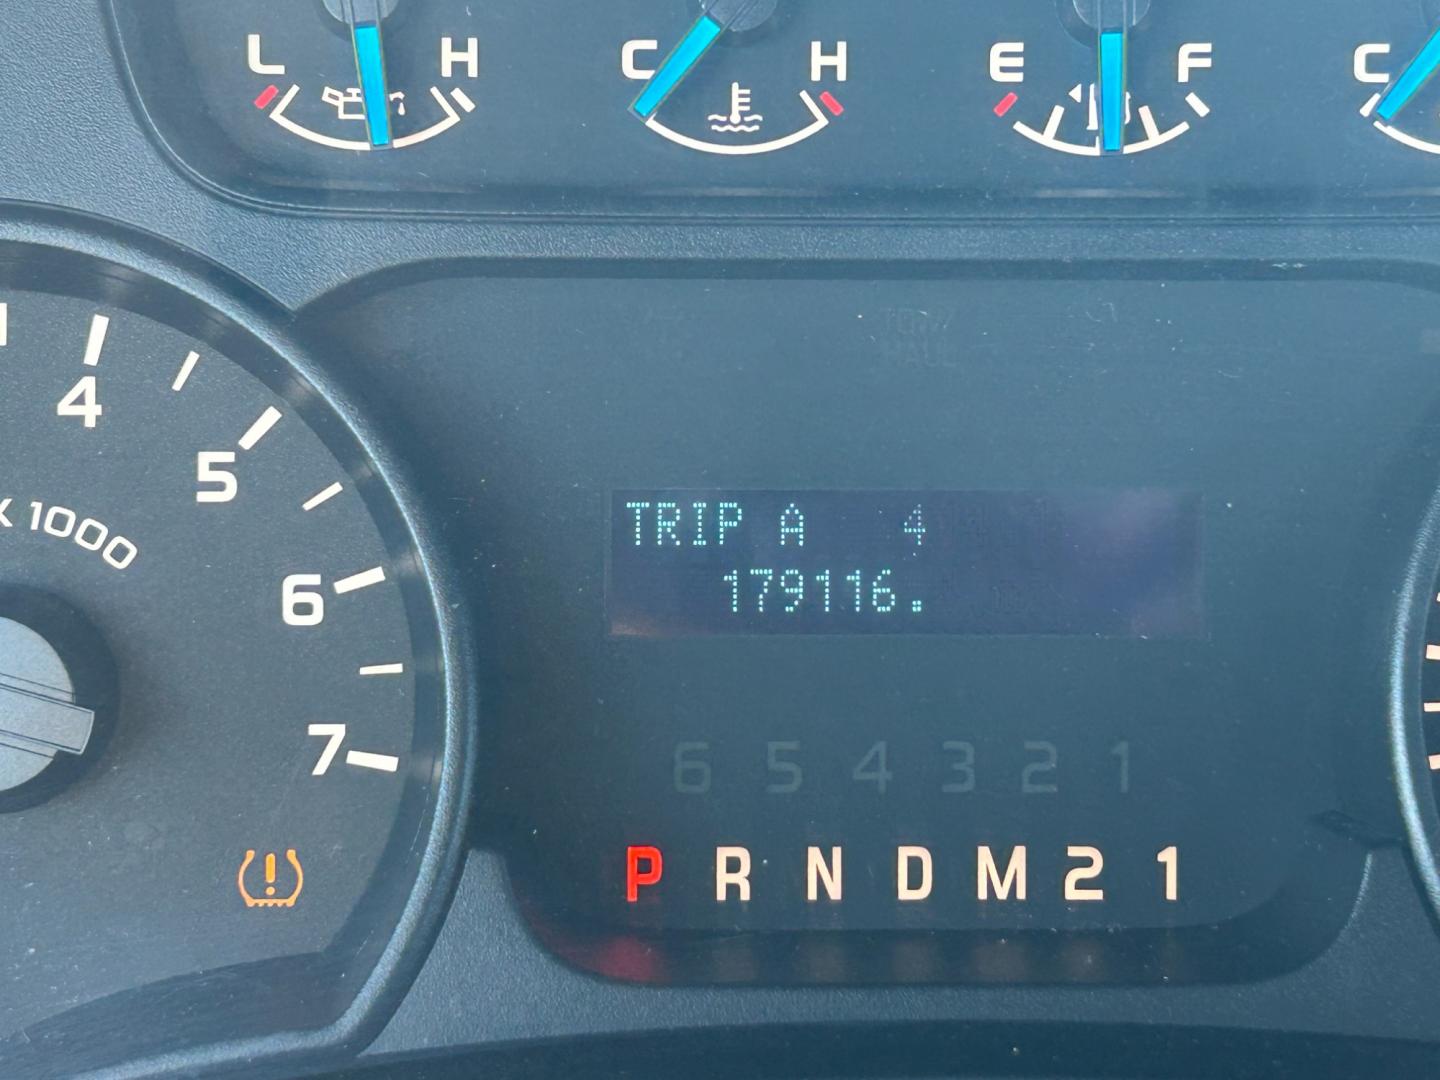 L H C H E F C
4
5
X 1000
6
7
TRIP A 4
179116.
6 5 4 3 2 1
P R N D M 2 1